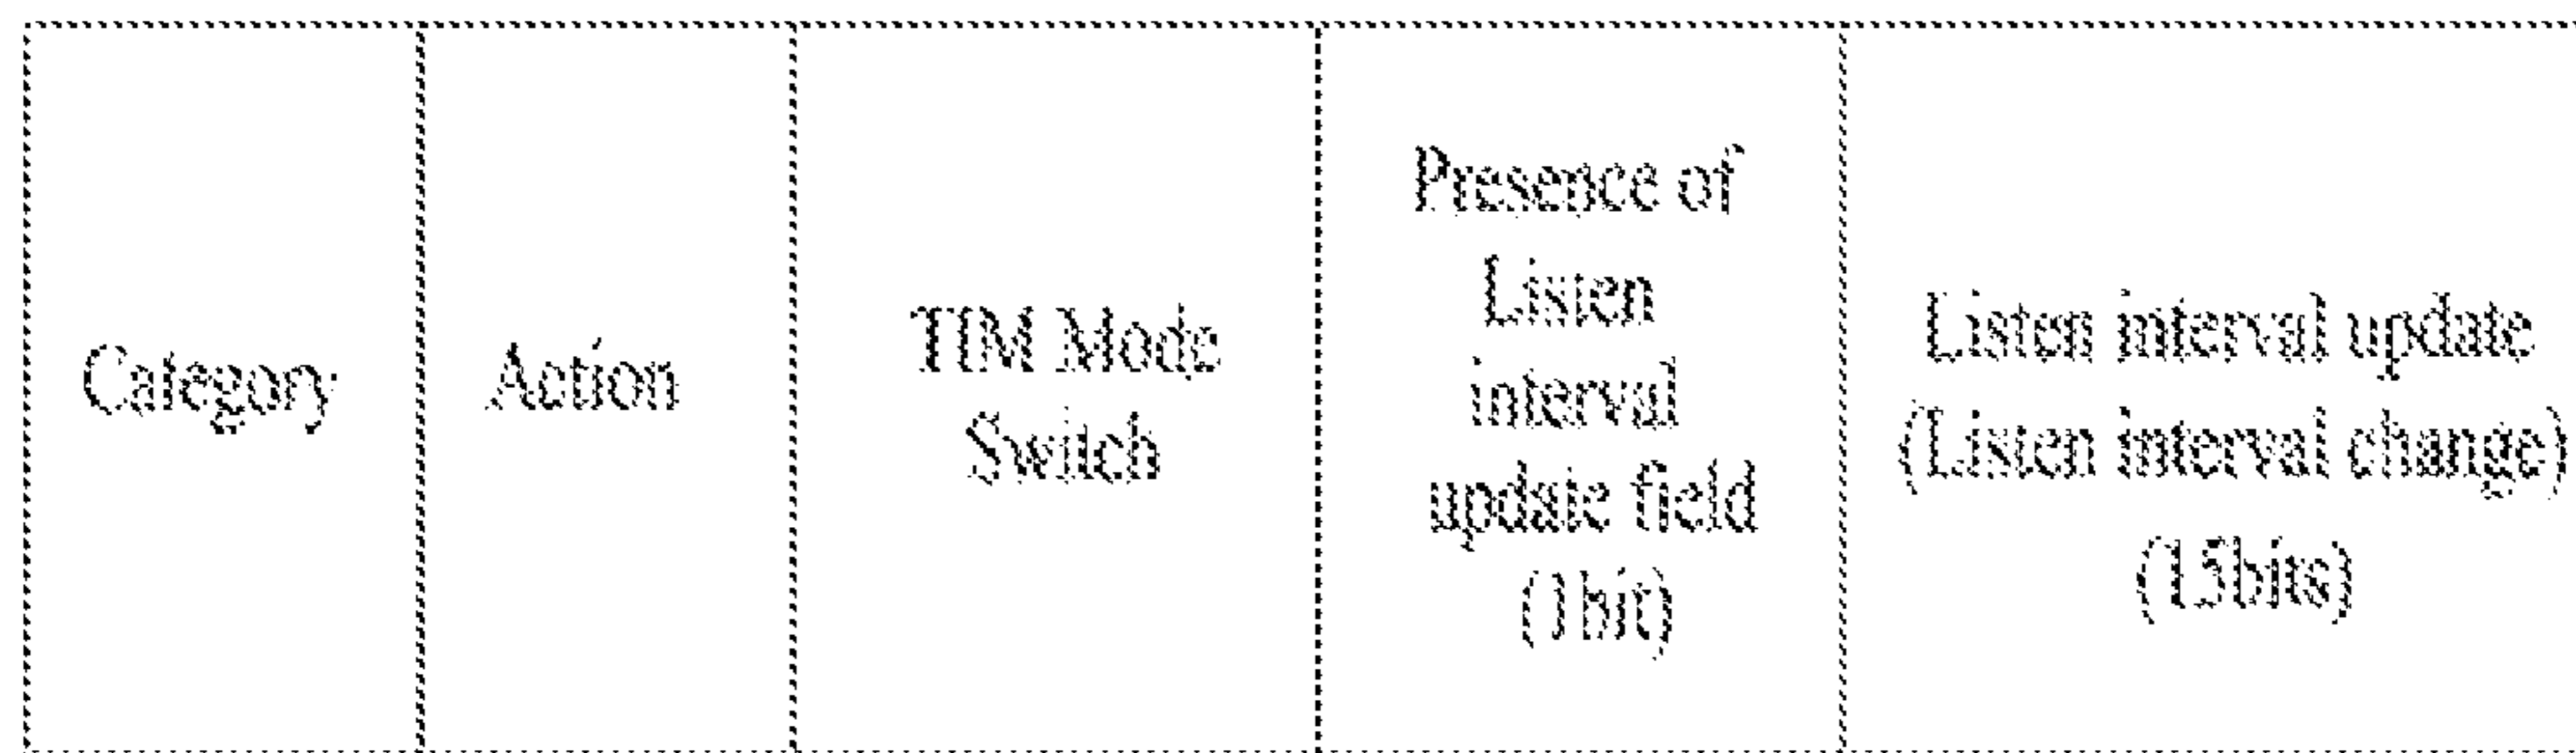 Category
Action
TIM Mode
Switch
Presence of
Listen
interval
update field
(1bit)
Listen interval update
(Listen interval change)
(15bits)